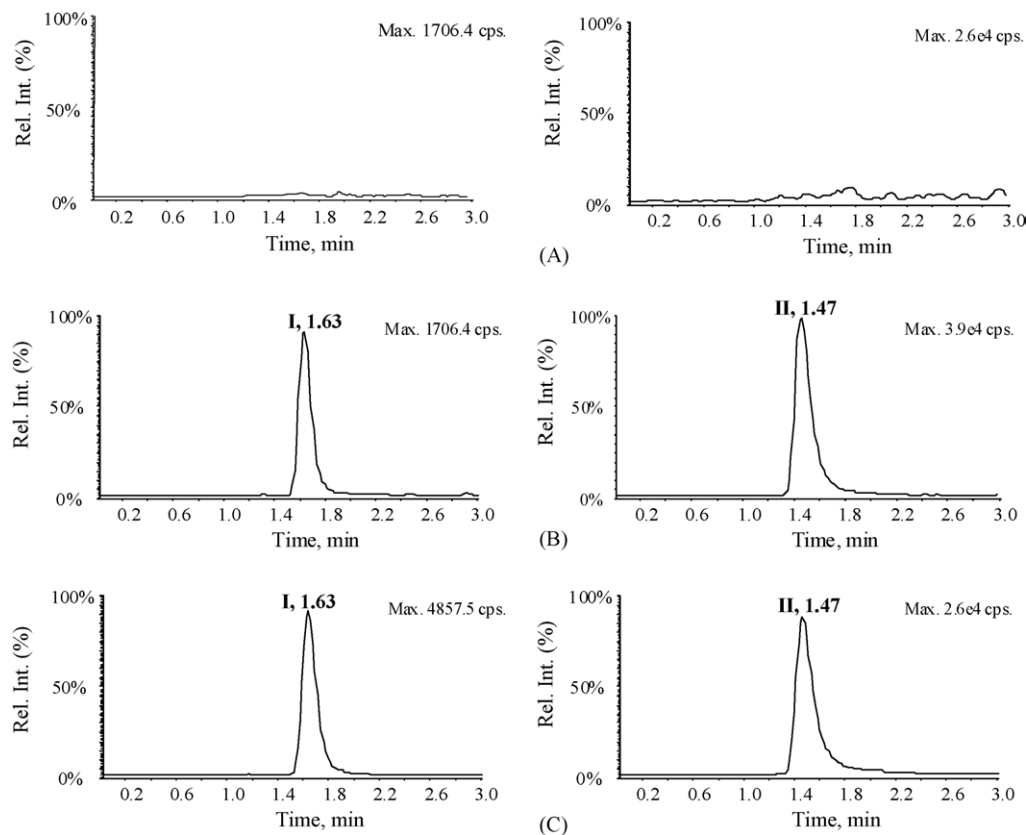 100%
Max. 1706.4 cps.
Rel. Int. (%)
50%
0%
0.2 0.6 1.0 1.4 1.8 2.2 2.6 3.0
Time, min
100%
Max. 2.6e4 cps.
Rel. Int. (%)
50%
0%
0.2 0.6 1.0 1.4 1.8 2.2 2.6 3.0
Time, min
(A)
100%
I, 1.63
Max. 1706.4 cps.
Rel. Int. (%)
50%
0%
0.2 0.6 1.0 1.4 1.8 2.2 2.6 3.0
Time, min
100%
II, 1.47
Max. 3.9e4 cps.
Rel. Int. (%)
50%
0%
0.2 0.6 1.0 1.4 1.8 2.2 2.6 3.0
Time, min
(B)
100%
I, 1.63
Max. 4857.5 cps.
Rel. Int. (%)
50%
0%
0.2 0.6 1.0 1.4 1.8 2.2 2.6 3.0
Time, min
100%
II, 1.47
Max. 2.6e4 cps.
Rel. Int. (%)
50%
0%
0.2 0.6 1.0 1.4 1.8 2.2 2.6 3.0
Time, min
(C)